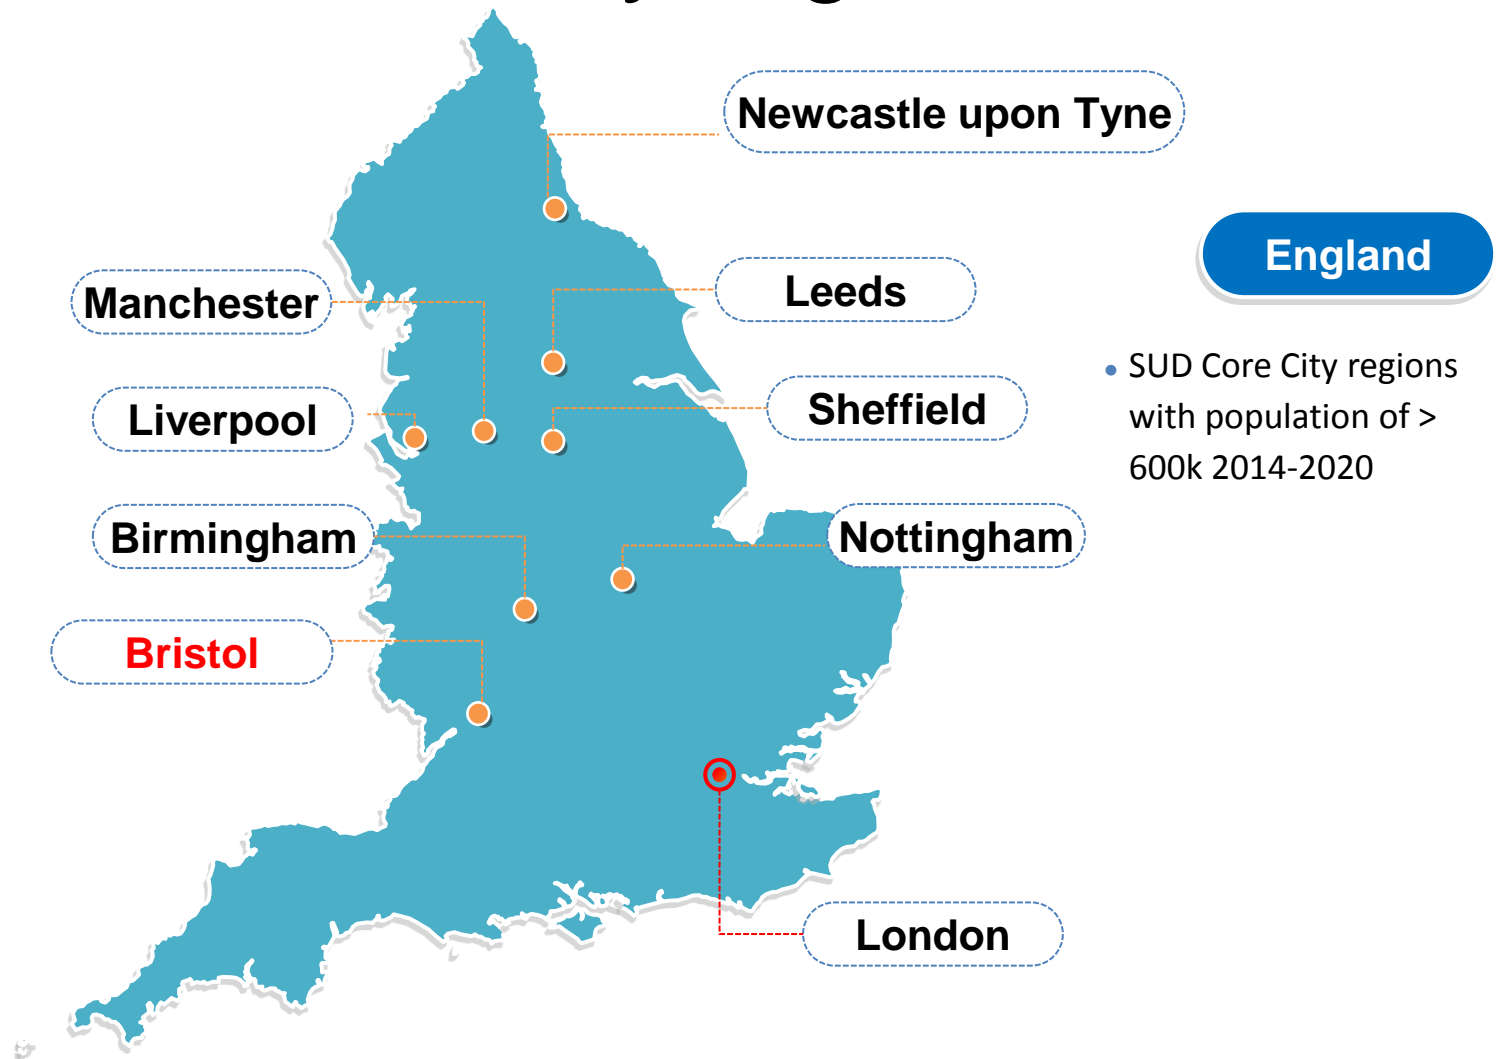 Newcastle upon Tyne
England
Manchester
Leeds
SUD Core City regions
with population of >
600k 2014-2020
Liverpool
Sheffield
Birmingham
Nottingham
Bristol
London